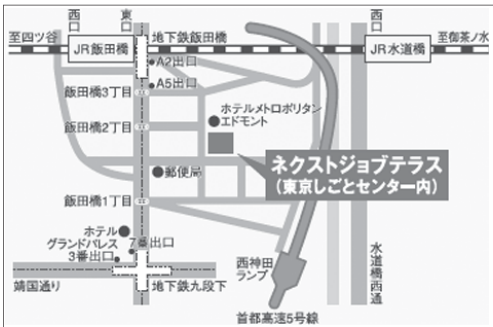 西口
東口
西口
至四ツ谷
JR飯田橋
地下鉄飯田橋
JR水道橋
至御茶ノ水
A2出口
A5出口
飯田橋3丁目
ホテルメトロポリタン
エドモント
飯田橋2丁目
ネクストジョブテラス
(東京しごとセンター内)
郵便局
飯田橋1丁目
ホテル
グランドパレス
7番出口
3番出口
西神田
ランプ
水道橋西通
靖国通り
地下鉄九段下
首都高速5号線